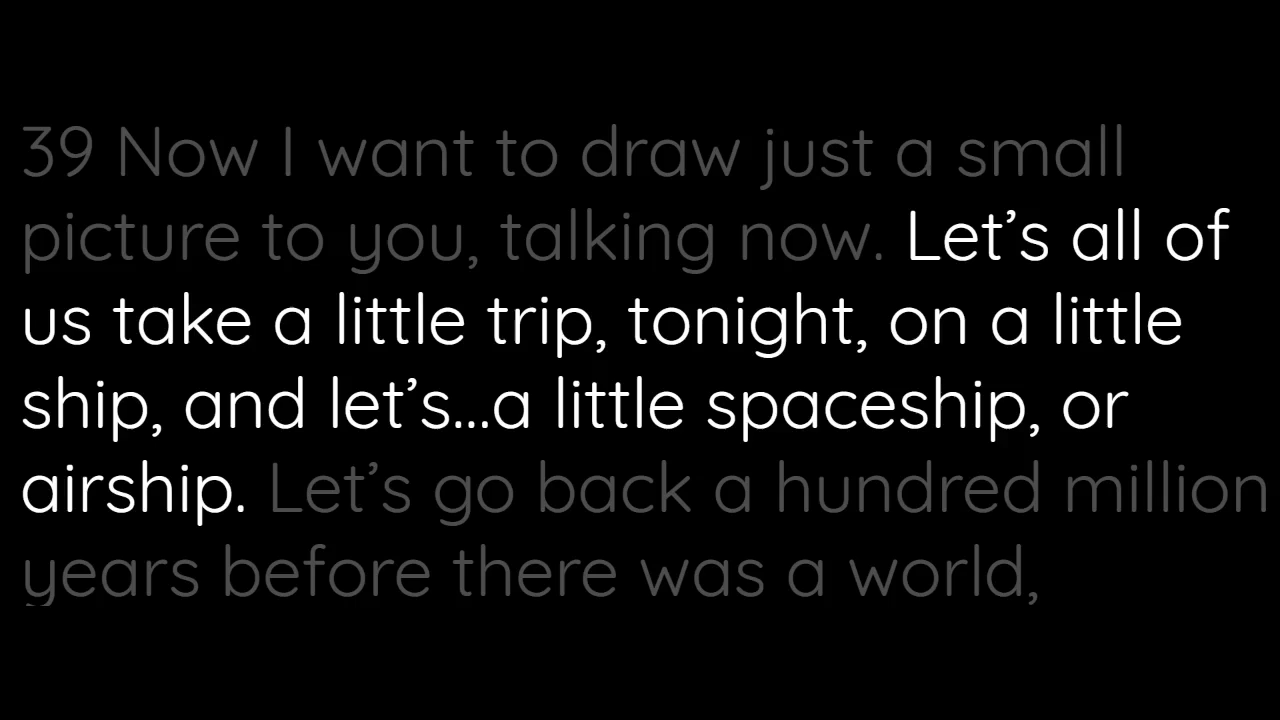 39 Now I want to draw just a small
picture to you, talking now. Let’s all of
us take a little trip, tonight, on a little
ship, and let’s...a little spaceship, or
airship. Let’s go back a hundred million
years before there was a world,